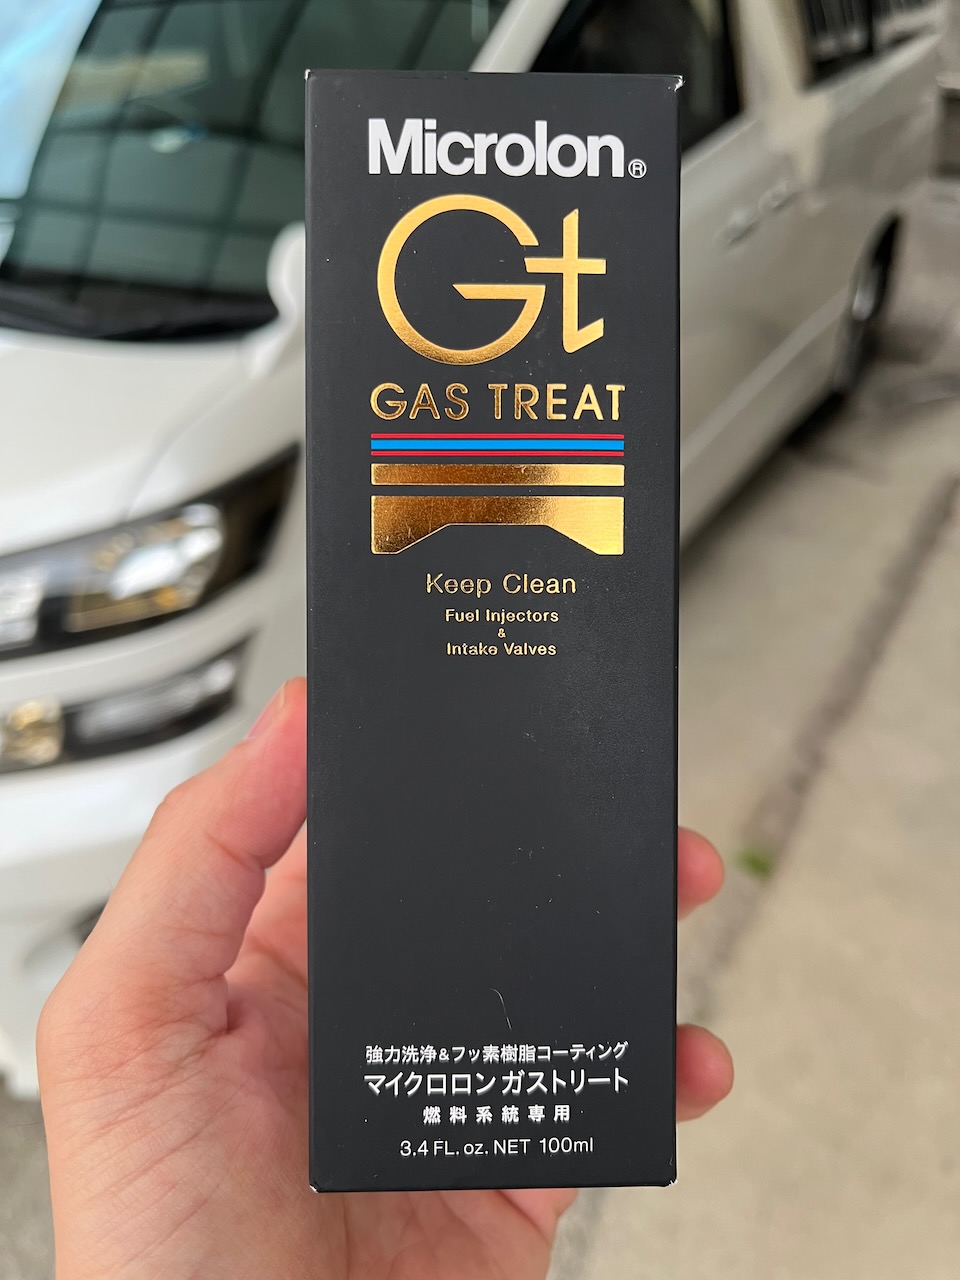 Microlon®
Gt
GAS TREAT
Keep Clean
Fuel Injectors
&
Intake Valves
強力洗浄&フッ素樹脂コーティング
マイクロロン ガストリート
燃料系統専用
3.4 FL. oz. NET 100ml